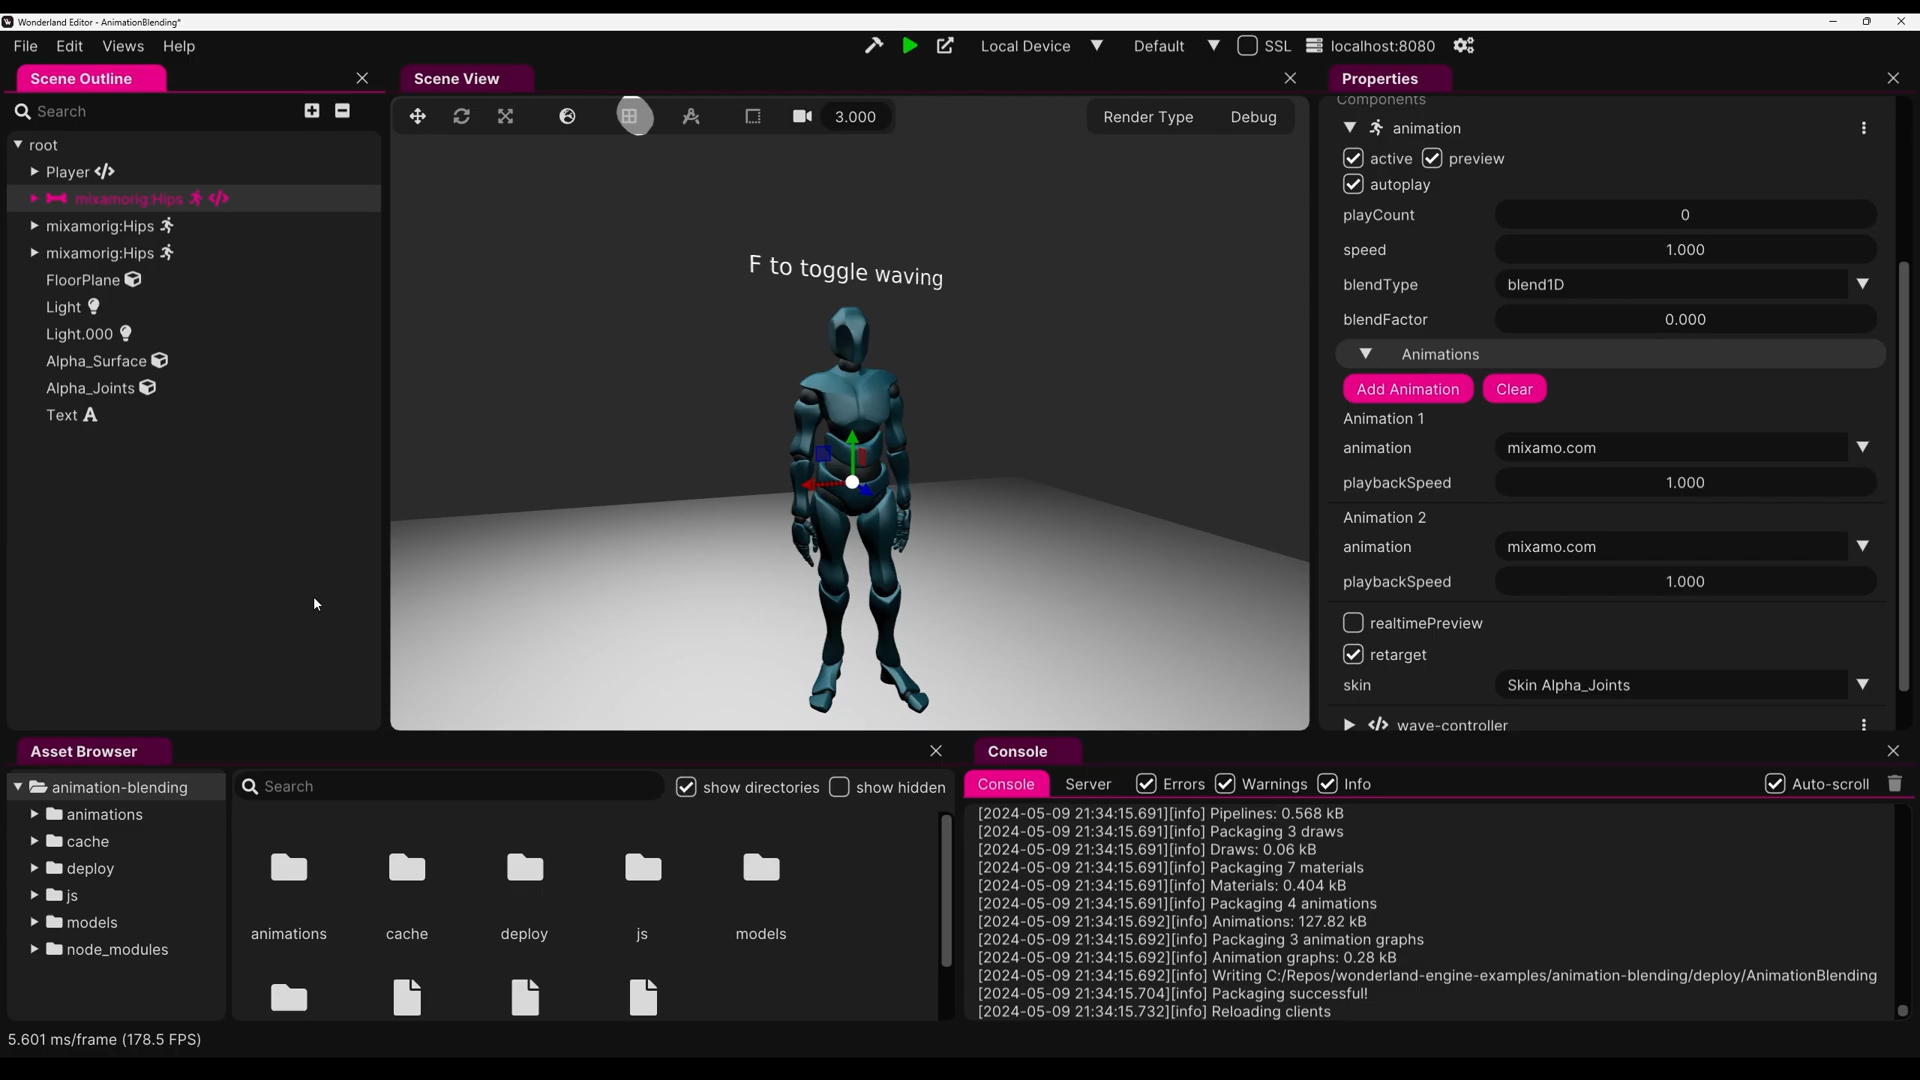 Wonderland Editor - AnimationBlending*
File Edit Views Help
Local Device Default SSL localhost:8080
Scene Outline
Search
root
Player
mixamorig:Hips
mixamorig:Hips
mixamorig:Hips
FloorPlane
Light
Light.000
Alpha_Surface
Alpha_Joints
Text
Scene View
3.000 Render Type Debug
F to toggle waving
Properties
Components
animation
active preview
autoplay
playCount 0
speed 1.000
blendType blend1D
blendFactor 0.000
Animations
Add Animation Clear
Animation 1
animation mixamo.com
playbackSpeed 1.000
Animation 2
animation mixamo.com
playbackSpeed 1.000
realtimePreview
retarget
skin Skin Alpha_Joints
wave-controller
Asset Browser
animation-blending
animations
cache
deploy
js
models
node_modules
Search show directories show hidden
animations cache deploy js models
Console
Console Server Errors Warnings Info Auto-scroll
[2024-05-09 21:34:15.691][info] Pipelines: 0.568 kB
[2024-05-09 21:34:15.691][info] Packaging 3 draws
[2024-05-09 21:34:15.691][info] Draws: 0.06 kB
[2024-05-09 21:34:15.691][info] Packaging 7 materials
[2024-05-09 21:34:15.691][info] Materials: 0.404 kB
[2024-05-09 21:34:15.691][info] Packaging 4 animations
[2024-05-09 21:34:15.692][info] Animations: 127.82 kB
[2024-05-09 21:34:15.692][info] Packaging 3 animation graphs
[2024-05-09 21:34:15.692][info] Animation graphs: 0.28 kB
[2024-05-09 21:34:15.692][info] Writing C:/Repos/wonderland-engine-examples/animation-blending/deploy/AnimationBlending
[2024-05-09 21:34:15.704][info] Packaging successful!
[2024-05-09 21:34:15.732][info] Reloading clients
5.601 ms/frame (178.5 FPS)